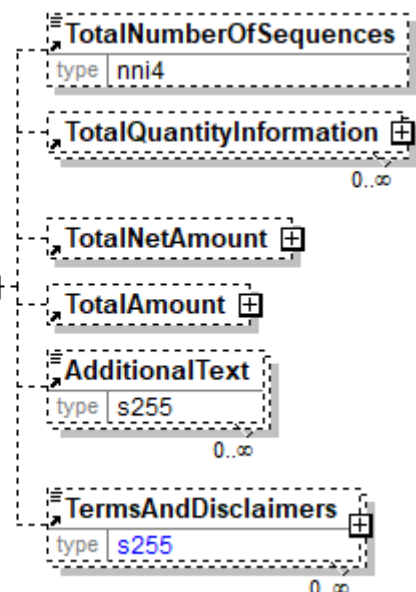 TotalNumberOfSequences
type nni4
TotalQuantityInformation
0..∞
TotalNetAmount
TotalAmount
AdditionalText
type s255
0..∞
TermsAndDisclaimers
type s255
0..∞